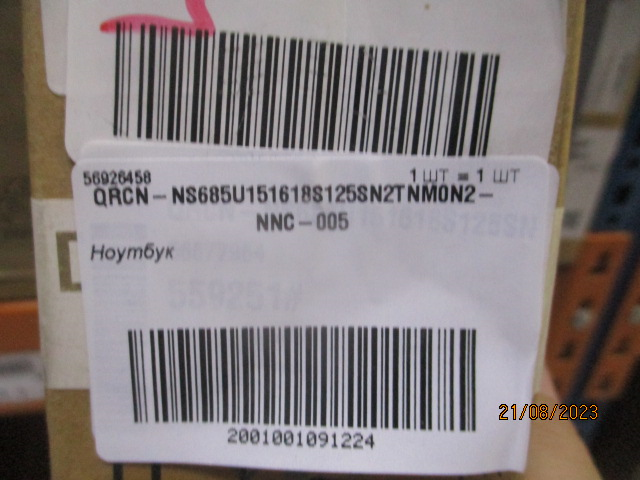 56926458
1 ШТ = 1 ШТ
QRCN-NS685U151618S125SN2TNM0N2-
NNC-005
Ноутбук
2001001091224
21/08/2023